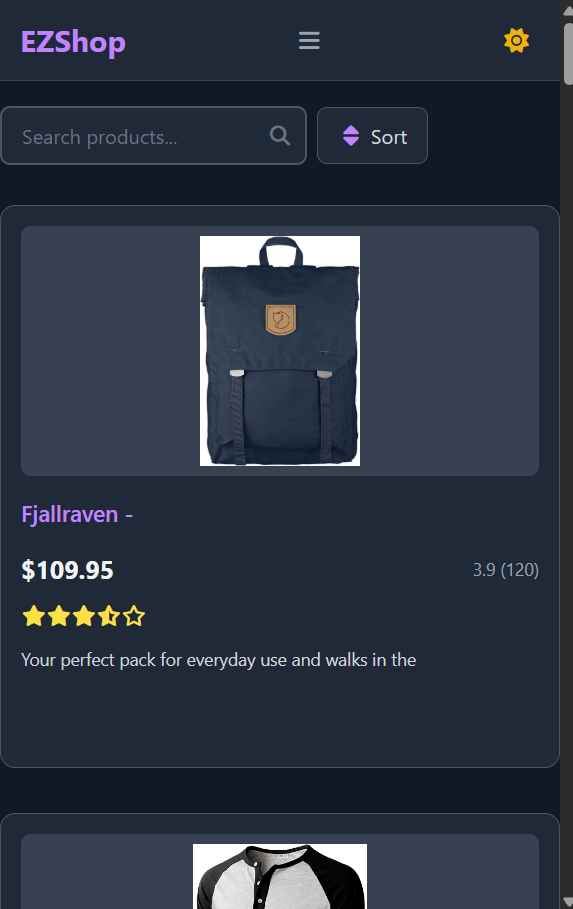 EZShop
Search products...
Sort
Fjallraven -
$109.95
3.9 (120)
Your perfect pack for everyday use and walks in the